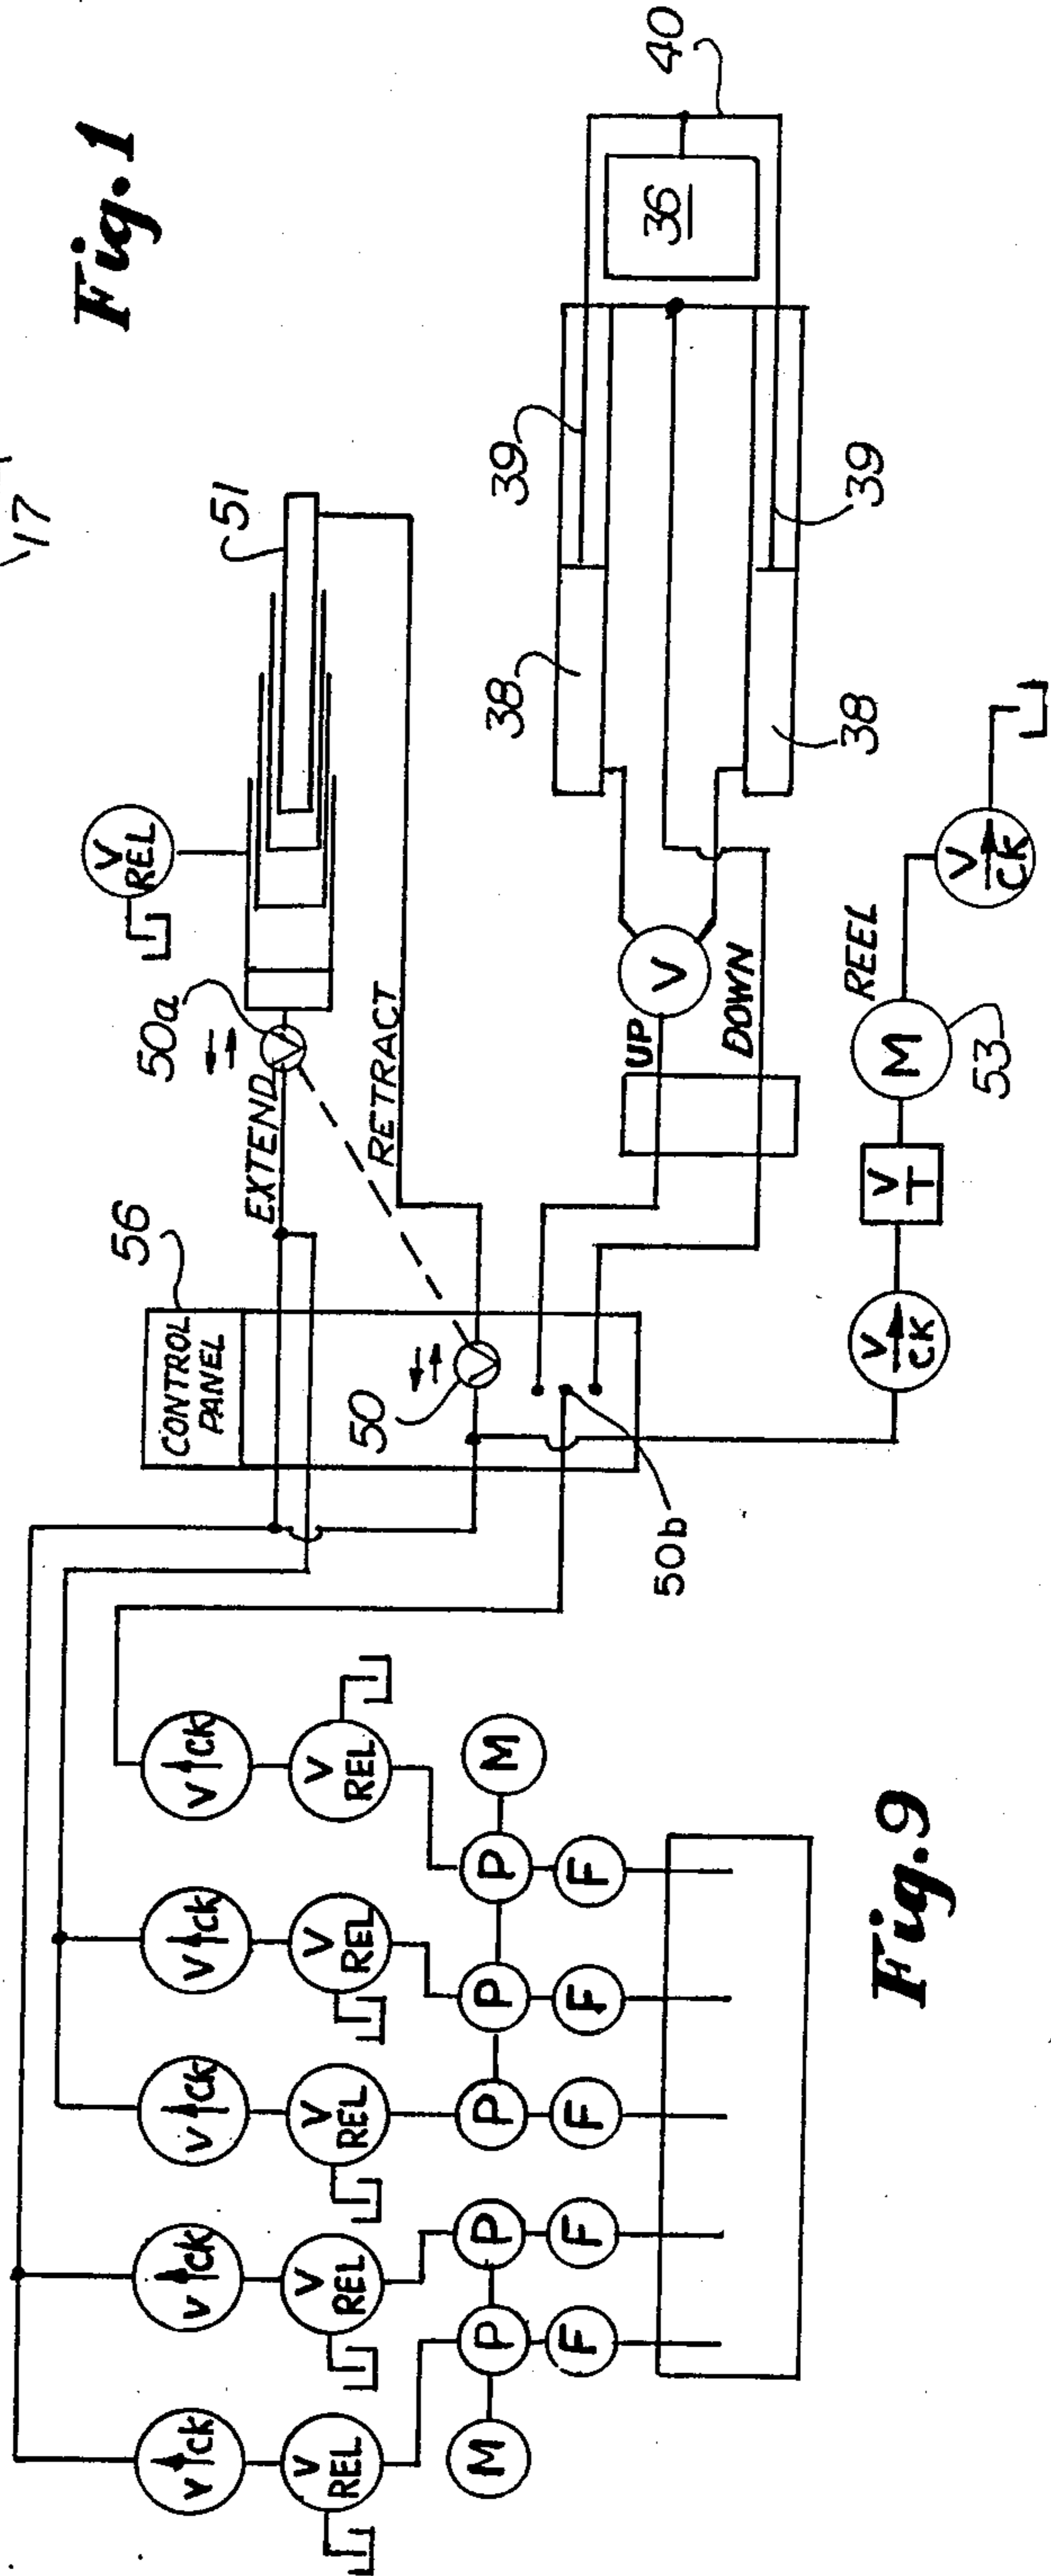 17
Fig. 1
V
REL
51
50a
EXTEND
RETRACT
56
CONTROL
PANEL
50
50b
40
36
39
39
38
38
V
UP
DOWN
REEL
V
CK
M
53
V
T
V
CK
V CK
V CK
V CK
V CK
V CK
V
REL
V
REL
V
REL
V
REL
V
REL
M
P
P
P
P
P
M
F
F
F
F
F
Fig. 9